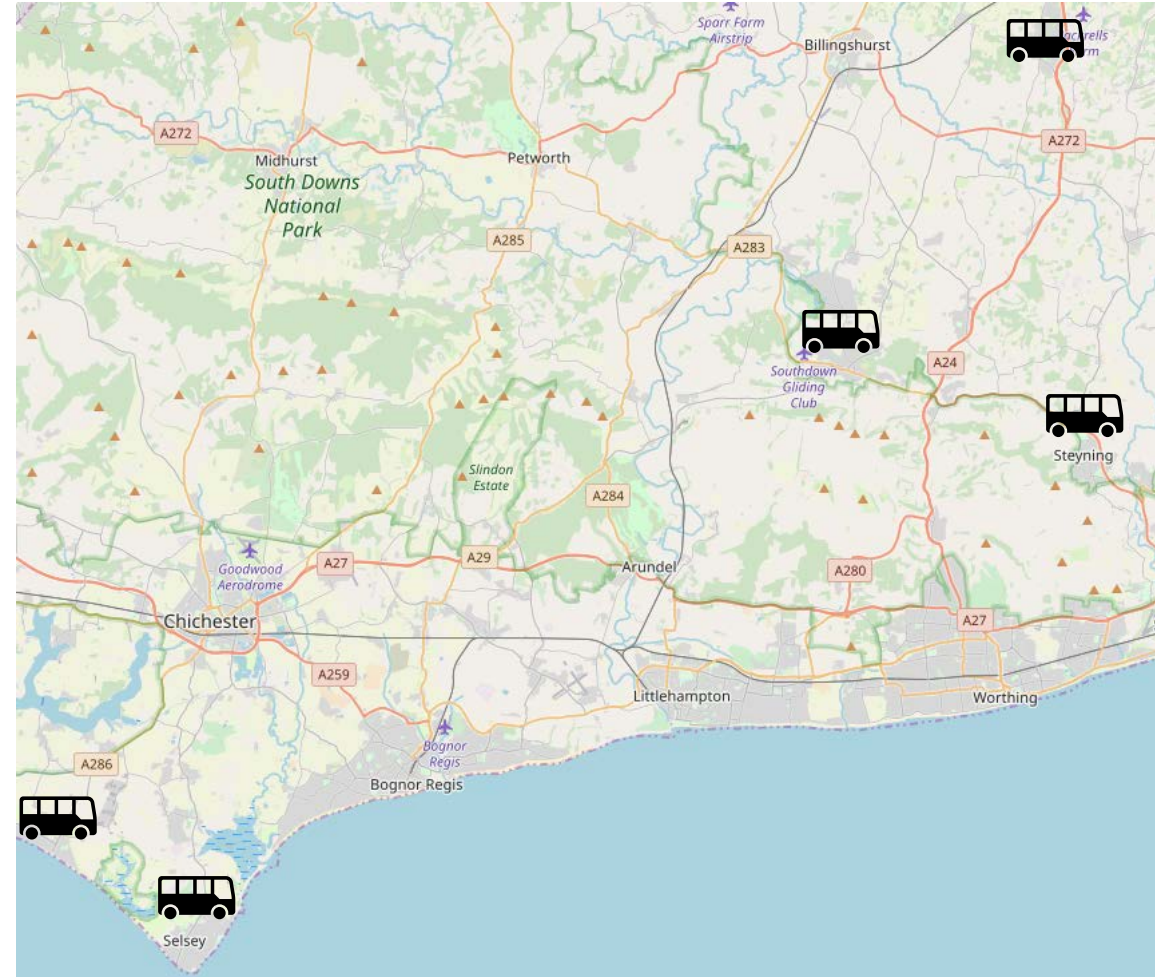 Sparr Farm
Airstrip
Billingshurst
A272
Midhurst
Petworth
A272
South Downs
National
Park
A285
A283
Southdown
Gliding
Club
A24
Steyning
Slindon
Estate
A284
Goodwood
Aerodrome
A27
A29
Arundel
A280
Chichester
A27
A259
Littlehampton
Worthing
Bognor
Regis
A286
Bognor Regis
Selsey